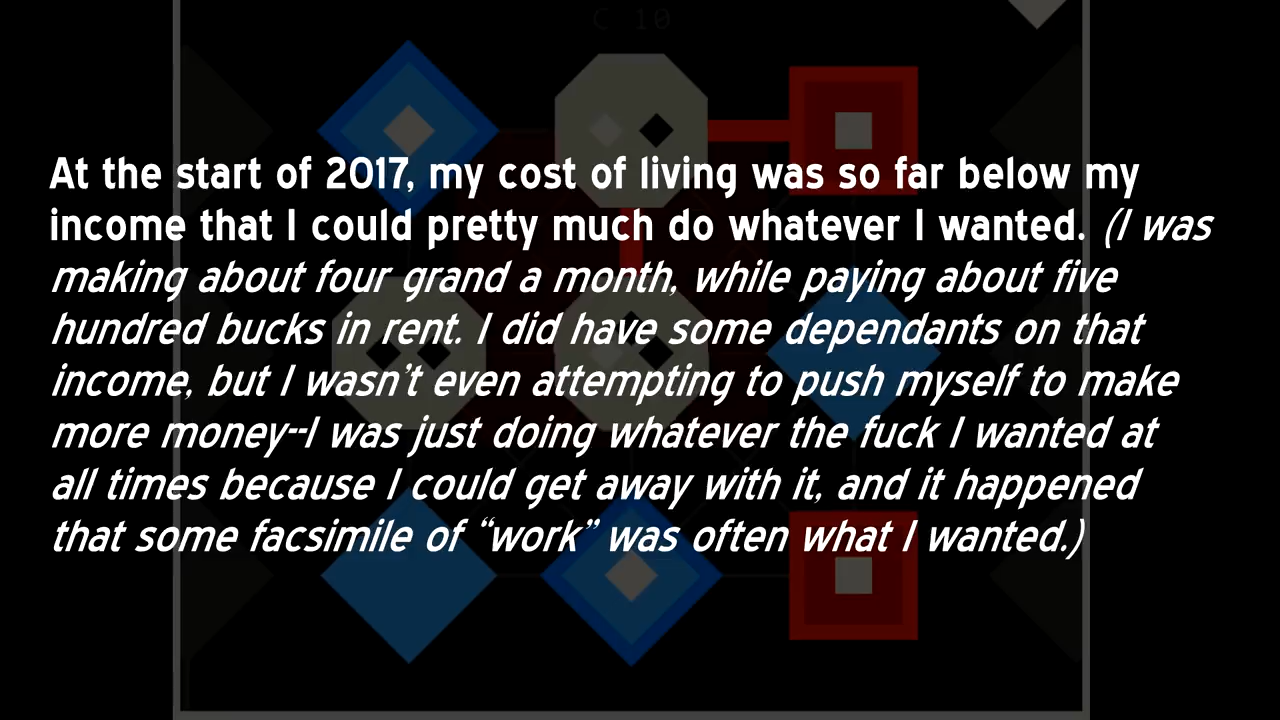 C 10
At the start of 2017, my cost of living was so far below my
income that I could pretty much do whatever I wanted. (I was
making about four grand a month, while paying about five
hundred bucks in rent. I did have some dependants on that
income, but I wasn't even attempting to push myself to make
more money--I was just doing whatever the fuck I wanted at
all times because I could get away with it, and it happened
that some facsimile of “work” was often what I wanted.)